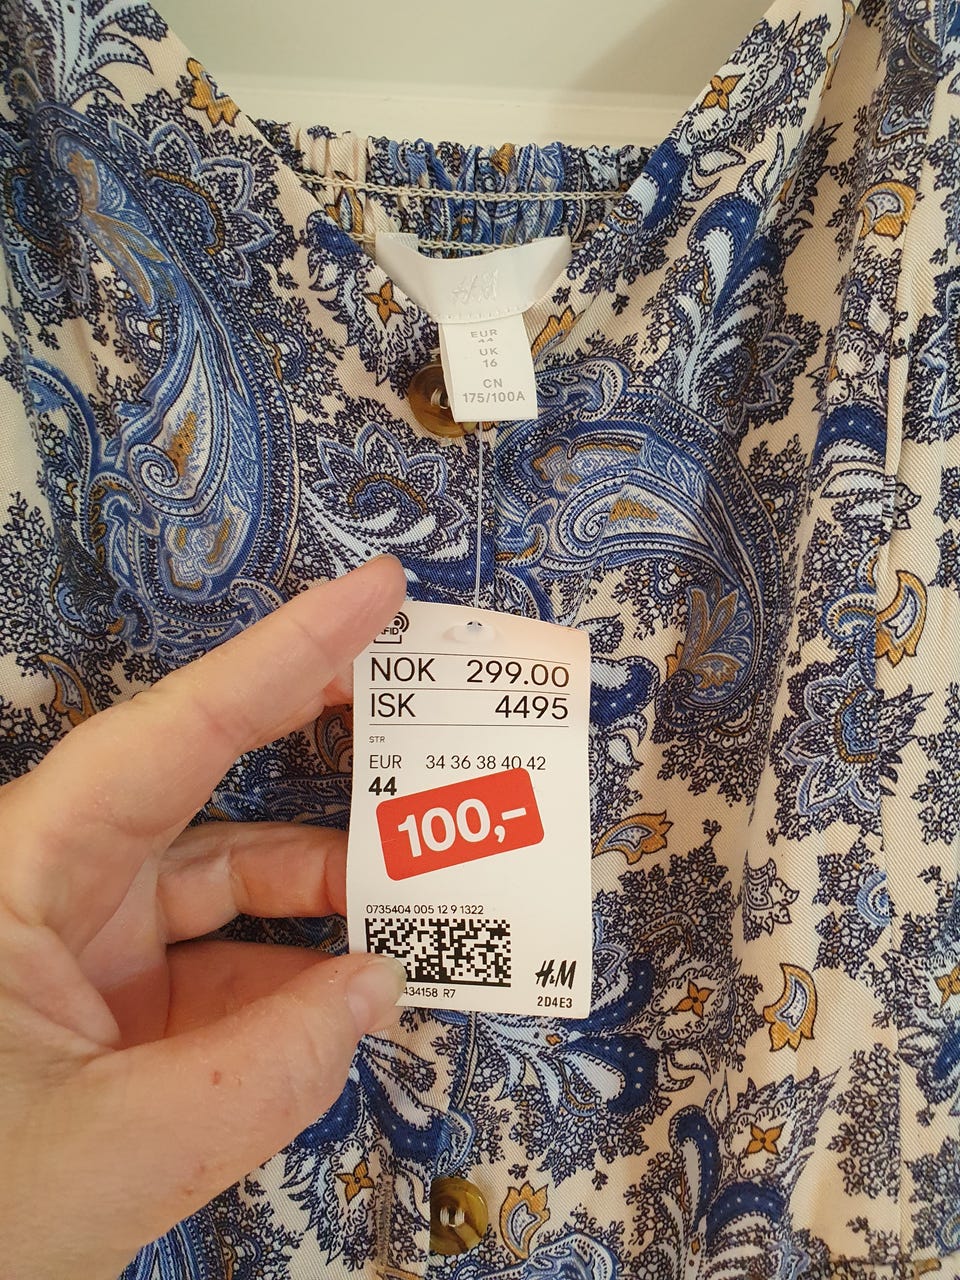 H&M
EUR
44
UK
16
CN
175/100A
RFID
NOK 299.00
ISK 4495
STR
EUR 34 36 38 40 42
44
100,-
0735404 005 12 9 1322
434158 R7
H&M
2D4E3